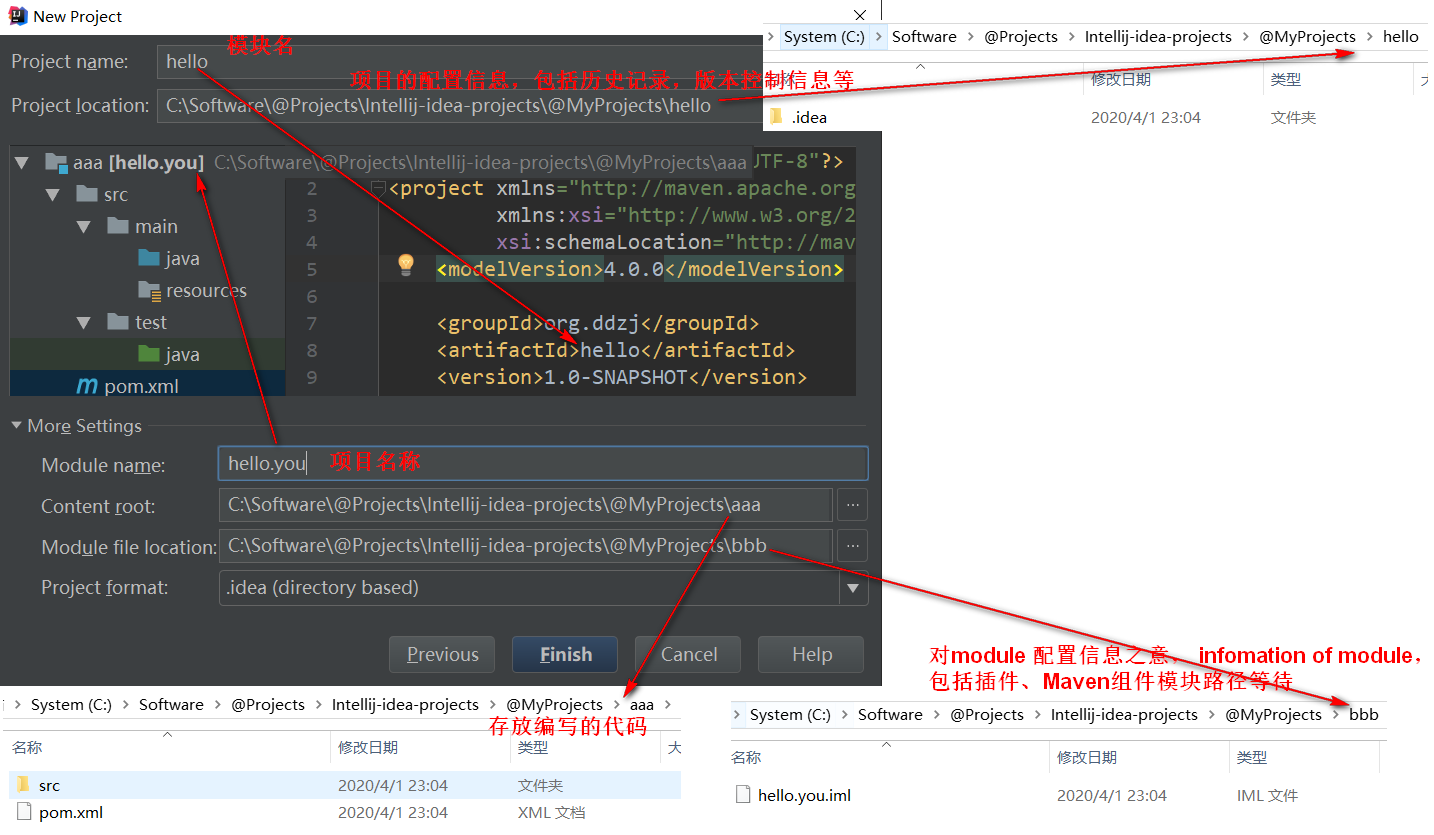 New Project
模块名
Project name:
hello
项目的配置信息，包括历史记录，版本控制信息等
Project location:
C:\Software\@Projects\Intellij-idea-projects\@MyProjects\hello
System (C:)
Software
@Projects
Intellij-idea-projects
@MyProjects
hello
修改日期
类型
.idea
2020/4/1 23:04
文件夹
aaa [hello.you] C:\Software\@Projects\Intellij-idea-projects\@MyProjects\aaa
src
main
java
resources
test
java
pom.xml
UTF-8"?>
2 <project xmlns="http://maven.apache.org
3 xmlns:xsi="http://www.w3.org/2
4 xsi:schemaLocation="http://mav
5 <modelVersion>4.0.0</modelVersion>
6
7 <groupId>org.ddzj</groupId>
8 <artifactId>hello</artifactId>
9 <version>1.0-SNAPSHOT</version>
More Settings
Module name:
hello.you
项目名称
Content root:
C:\Software\@Projects\Intellij-idea-projects\@MyProjects\aaa
...
Module file location:
C:\Software\@Projects\Intellij-idea-projects\@MyProjects\bbb
...
Project format:
.idea (directory based)
Previous
Finish
Cancel
Help
对module 配置信息之意， infomation of module，
包括插件、Maven组件模块路径等待
System (C:)
Software
@Projects
Intellij-idea-projects
@MyProjects
aaa
存放编写的代码
名称
修改日期
类型
大
src
2020/4/1 23:04
文件夹
pom.xml
2020/4/1 23:04
XML 文档
System (C:)
Software
@Projects
Intellij-idea-projects
@MyProjects
bbb
名称
修改日期
类型
hello.you.iml
2020/4/1 23:04
IML 文件